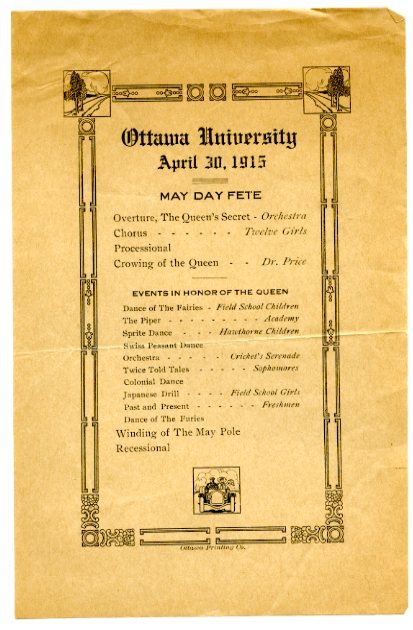 Ottawa University
April 30, 1915
MAY DAY FETE
Overture, The Queen's Secret - Orchestra
Chorus - - - - - - Twelve Girls
Processional
Crowing of the Queen - - Dr. Price
EVENTS IN HONOR OF THE QUEEN
Dance of The Fairies - Field School Children
The Piper - - - - - - - - Academy
Sprite Dance - - - Hawthorne Children
Swiss Peasant Dance
Orchestra - - - - - Cricket's Serenade
Twice Told Tales - - - - - Sophomores
Colonial Dance
Japanese Drill - - - - Field School Girls
Past and Present - - - - - - Freshmen
Dance of The Furies
Winding of The May Pole
Recessional
Ottawa Printing Co.